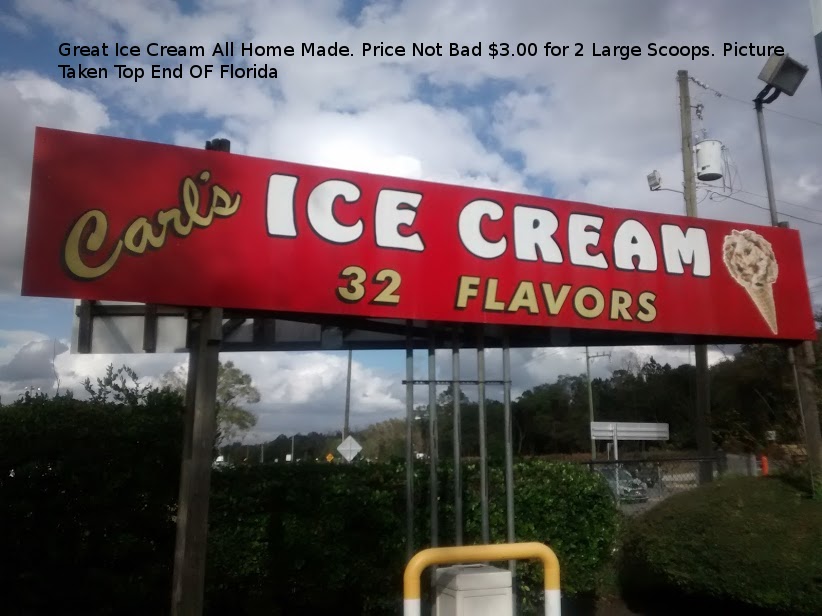 Great Ice Cream All Home Made. Price Not Bad $3.00 for 2 Large Scoops. Picture
Taken Top End OF Florida
Carl's ICE CREAM
32 FLAVORS